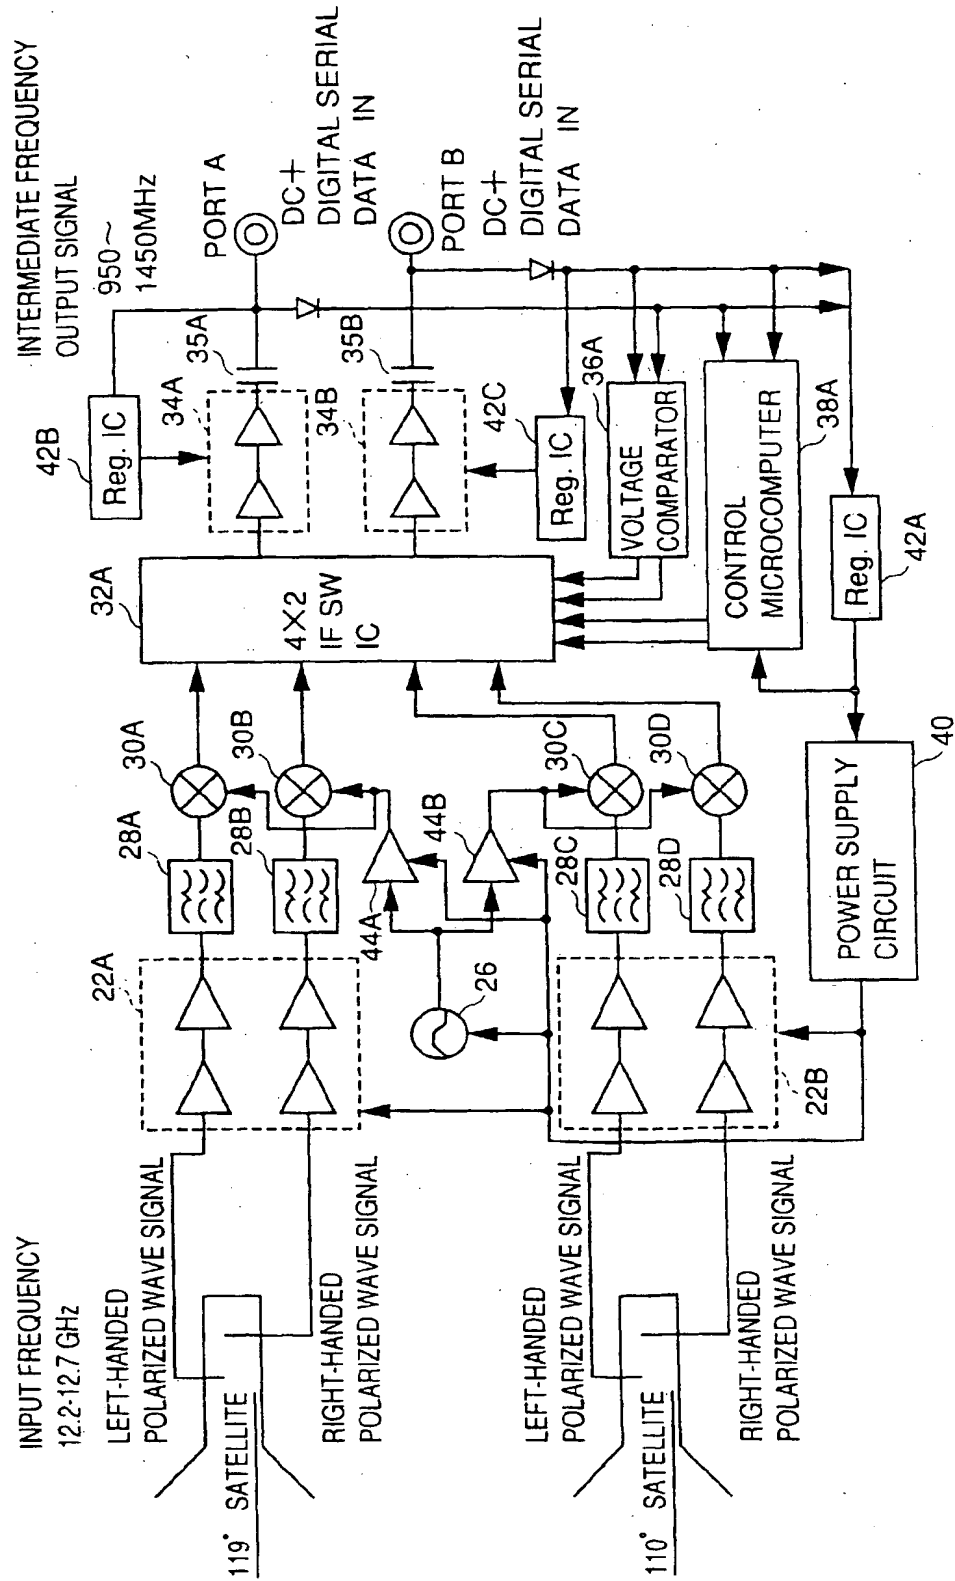 INPUT FREQUENCY
12.2-12.7 GHz
INTERMEDIATE FREQUENCY
OUTPUT SIGNAL
950~
1450MHz
LEFT-HANDED
POLARIZED WAVE SIGNAL
119° SATELLITE
RIGHT-HANDED
POLARIZED WAVE SIGNAL
22A
28A
30A
28B
30B
32A
4×2
IF SW
IC
42B
Reg. IC
34A
35A
PORT A
DC+
DIGITAL SERIAL
DATA IN
34B
35B
PORT B
DC+
DIGITAL SERIAL
DATA IN
44A
44B
26
42C
Reg. IC
LEFT-HANDED
POLARIZED WAVE SIGNAL
110° SATELLITE
RIGHT-HANDED
POLARIZED WAVE SIGNAL
22B
28C
30C
28D
30D
36A
VOLTAGE
COMPARATOR
CONTROL
MICROCOMPUTER
38A
Reg. IC
42A
POWER SUPPLY
CIRCUIT
40